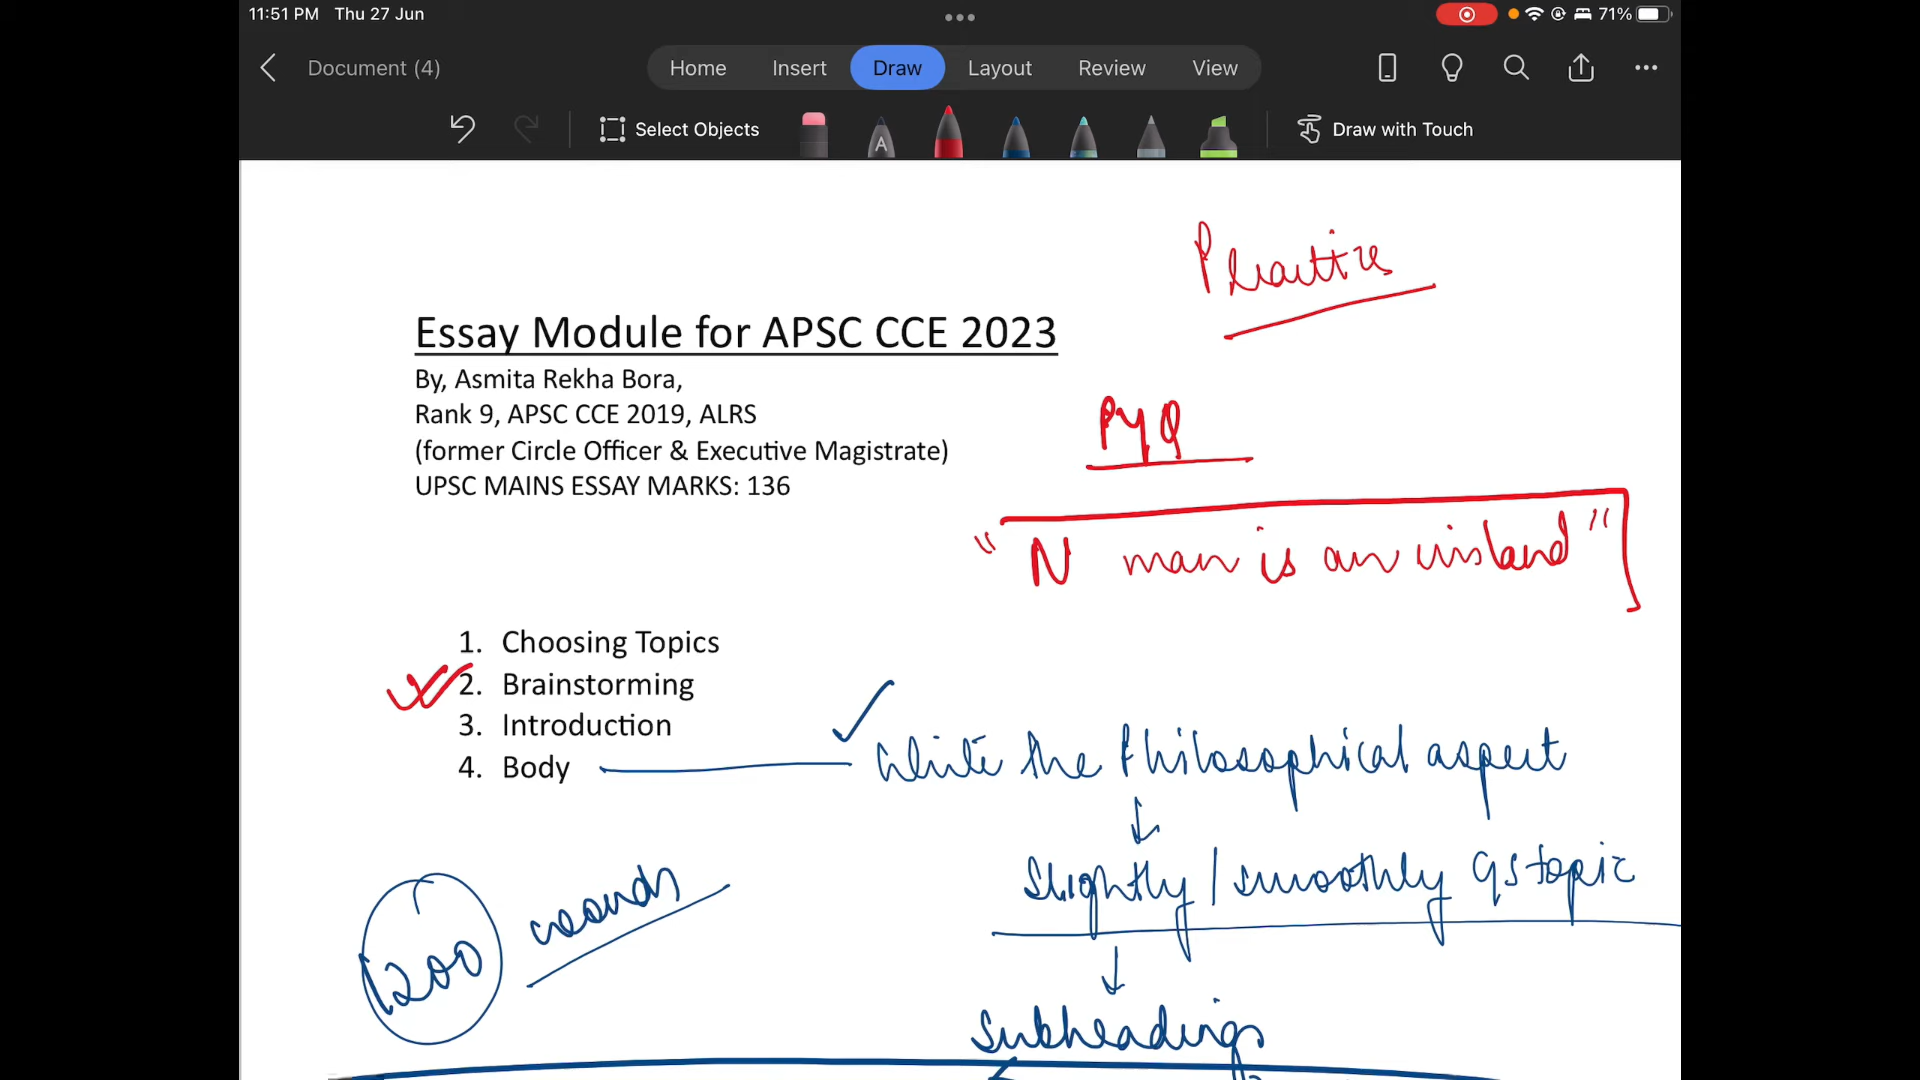 11:51 PM Thu 27 Jun
71%
Document (4)
Home Insert Draw Layout Review View
Select Objects
A
Draw with Touch
Practise
Essay Module for APSC CCE 2023
By, Asmita Rekha Bora,
Rank 9, APSC CCE 2019, ALRS
(former Circle Officer & Executive Magistrate)
UPSC MAINS ESSAY MARKS: 136
PYQ
"N man is an island"
1. Choosing Topics
2. Brainstorming
3. Introduction
4. Body
Write the Philosophical aspect
Slightly / smoothly GS topic
1200 words
Subheadings